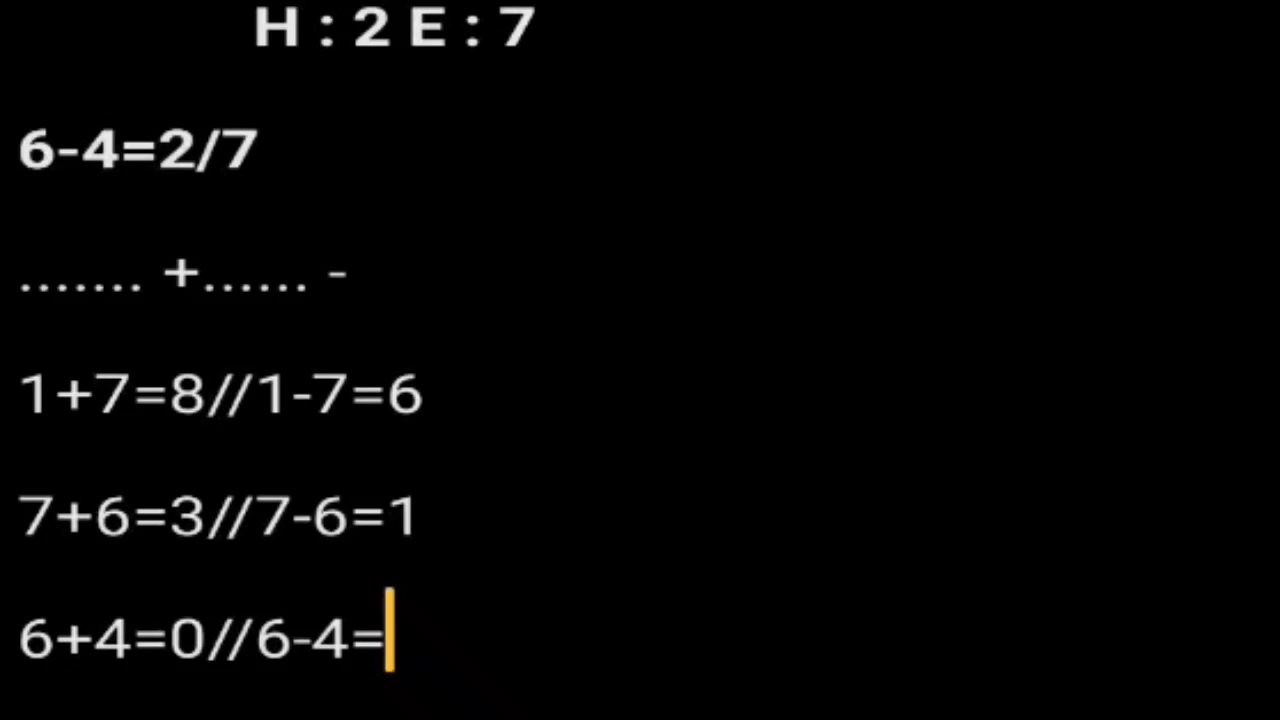 H : 2 E : 7
6-4=2/7
....... +...... -
1+7=8//1-7=6
7+6=3//7-6=1
6+4=0//6-4=